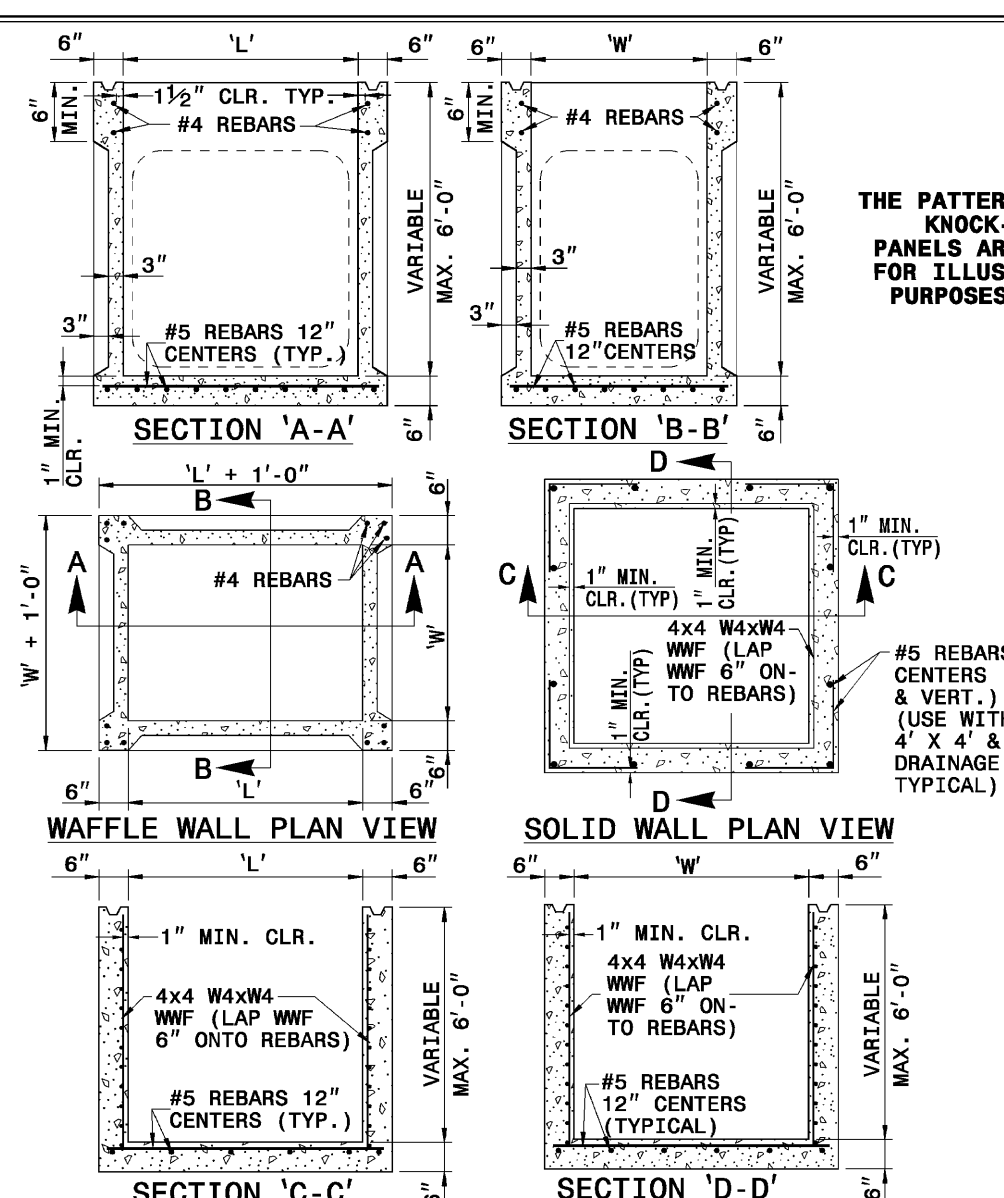 6" 'L' 6"
6" MIN.
1½" CLR. TYP.
#4 REBARS
VARIABLE
MAX. 6'-0"
3"
3"
#5 REBARS 12"
CENTERS (TYP.)
1" MIN.
CLR.
6"
SECTION 'A-A'
6" 'W' 6"
6" MIN.
#4 REBARS
VARIABLE
MAX. 6'-0"
3"
3"
#5 REBARS
12"CENTERS
6"
SECTION 'B-B'
THE PATTER
KNOCK-
PANELS AR
FOR ILLUS
PURPOSES
'L' + 1'-0"
6"
B
A A
'W' + 1'-0"
#4 REBARS
'W'
B
6"
6" 'L' 6"
WAFFLE WALL PLAN VIEW
D
1" MIN.
CLR.(TYP)
1" MIN.
CLR.(TYP)
C C
1" MIN.
CLR.(TYP)
4x4 W4xW4
WWF (LAP
WWF 6" ON-
TO REBARS)
1" MIN.
CLR.(TYP)
#5 REBARS
CENTERS
& VERT.)
(USE WITH
4' X 4' &
DRAINAGE
TYPICAL)
D
SOLID WALL PLAN VIEW
6" 'L' 6"
1" MIN. CLR.
4x4 W4xW4
WWF (LAP WWF
6" ONTO REBARS)
VARIABLE
MAX. 6'-0"
#5 REBARS 12"
CENTERS (TYP.)
6"
SECTION 'C-C'
6" 'W' 6"
1" MIN. CLR.
4x4 W4xW4
WWF (LAP
WWF 6" ON-
TO REBARS)
VARIABLE
MAX. 6'-0"
#5 REBARS
12" CENTERS
(TYPICAL)
6"
SECTION 'D-D'